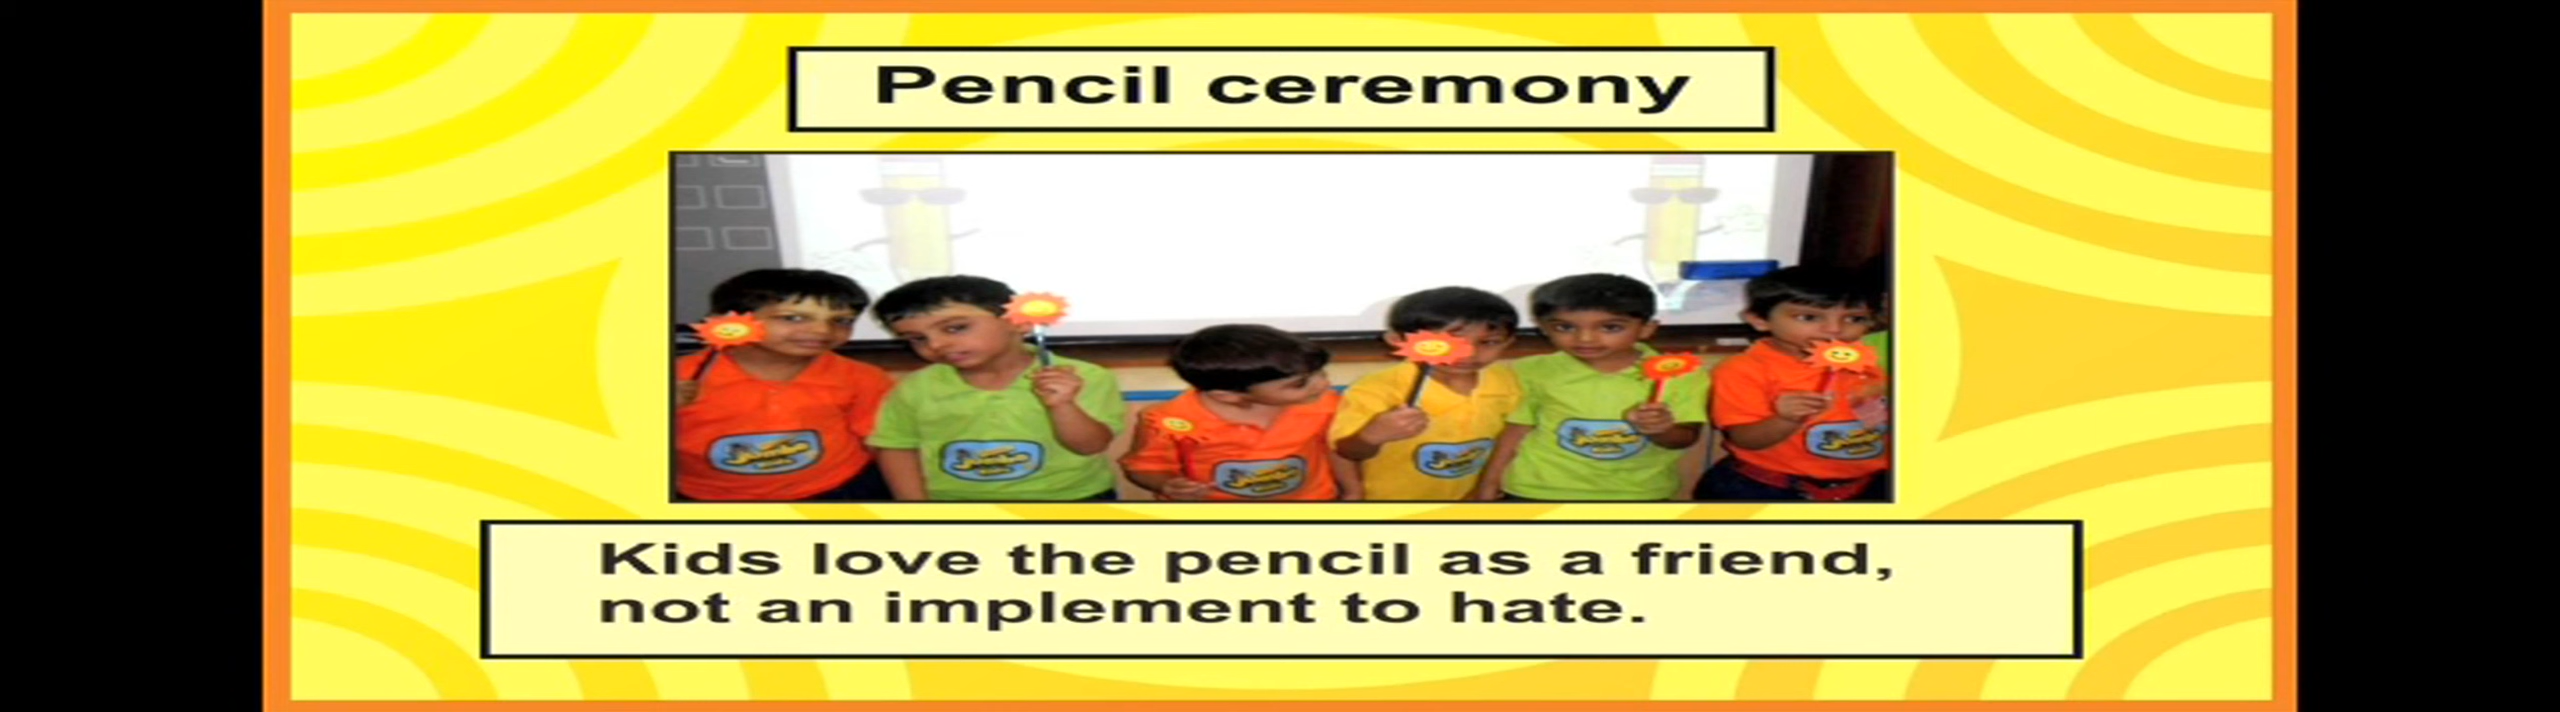 Pencil ceremony
Kids love the pencil as a friend,
not an implement to hate.